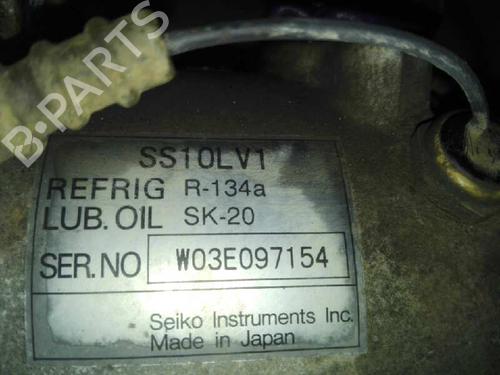 B-PARTS
SS10LV1
REFRIG R-134a
LUB. OIL SK-20
SER. NO W03E097154
Seiko Instruments Inc.
Made in Japan